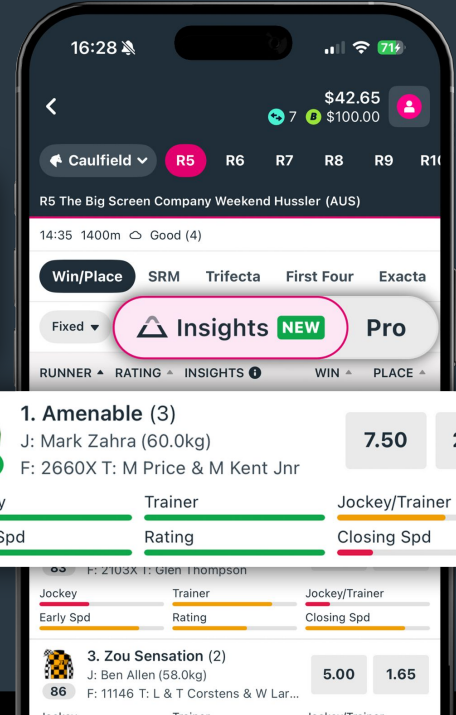 16:28
71
$42.65
7 B $100.00
Caulfield R5 R6 R7 R8 R9
R5 The Big Screen Company Weekend Hussler (AUS)
14:35 1400m Good (4)
Win/Place SRM Trifecta First Four Exacta
Fixed Insights NEW Pro
RUNNER RATING INSIGHTS WIN PLACE
1. Amenable (3)
J: Mark Zahra (60.0kg)
7.50
F: 2660X T: M Price & M Kent Jnr
Trainer Jockey/Trainer
Spd Rating Closing Spd
83 F: 2103X T: Glen Thompson
Jockey Trainer Jockey/Trainer
Early Spd Rating Closing Spd
3. Zou Sensation (2)
J: Ben Allen (58.0kg)
5.00 1.65
86 F: 11146 T: L & T Corstens & W Lar...